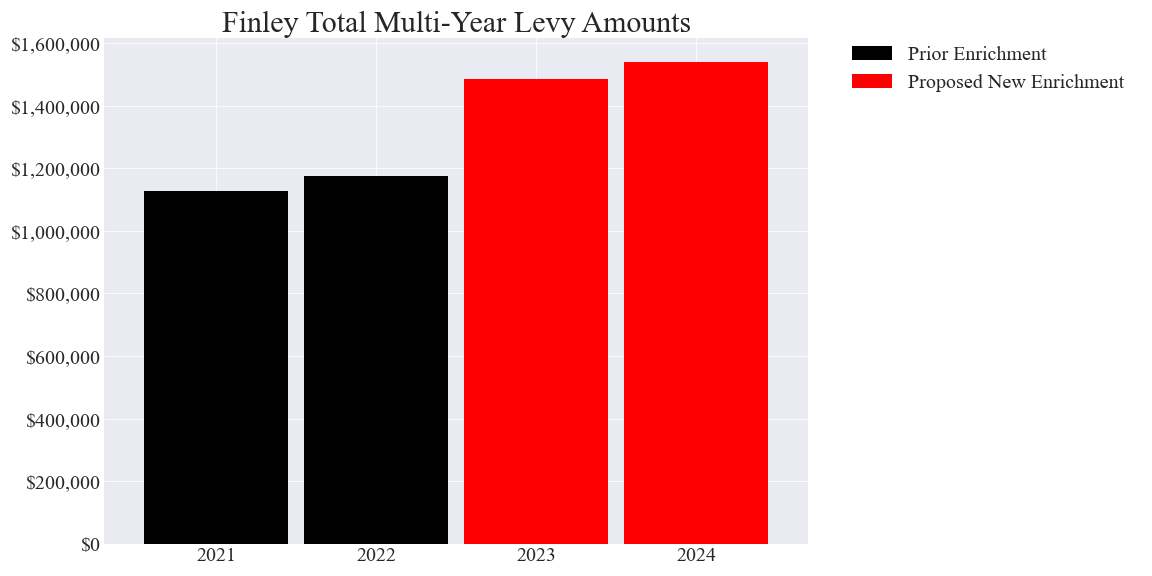 Finley Total Multi-Year Levy Amounts
$1,600,000
$1,400,000
$1,200,000
$1,000,000
$800,000
$600,000
$400,000
$200,000
$0
2021 2022 2023 2024
Prior Enrichment
Proposed New Enrichment